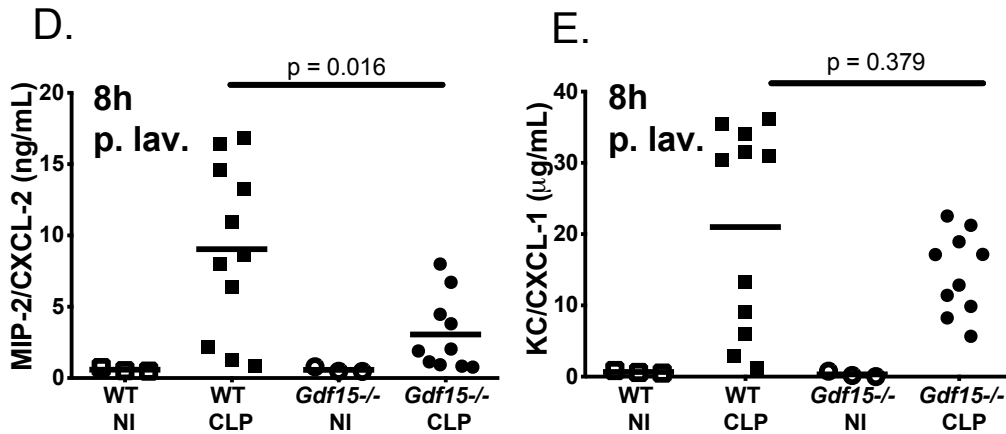 D.
p = 0.016
8h
p. lav.
MIP-2/CXCL-2 (ng/mL)
20
15
10
5
0
WT WT Gdf15-/- Gdf15-/-
NI CLP NI CLP
E.
p = 0.379
8h
p. lav.
KC/CXCL-1 (μg/mL)
40
30
20
10
0
WT WT Gdf15-/- Gdf15-/-
NI CLP NI CLP